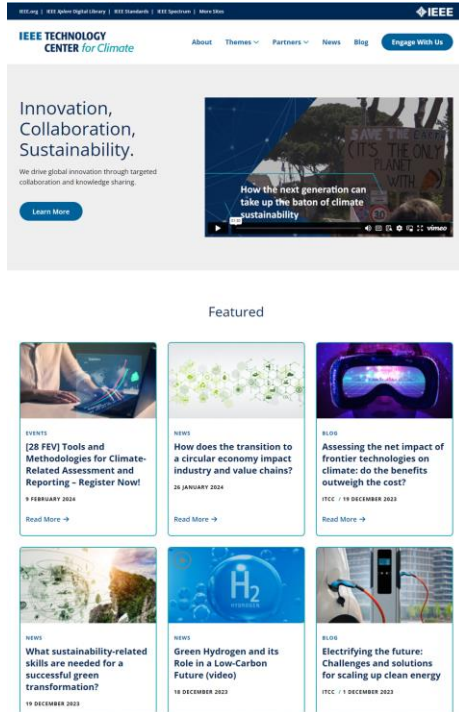 IEEE.org | IEEE Xplore Digital Library | IEEE Standards | IEEE Spectrum | More Sites
IEEE
IEEE TECHNOLOGY
CENTER for Climate
About Themes Partners News Blog Engage With Us
Innovation,
Collaboration,
Sustainability.
We drive global innovation through targeted
collaboration and knowledge sharing.
Learn More
SAVE THE
(IT'S THE ONLY
PLANET
WITH
How the next generation can
take up the baton of climate
sustainability
vimeo
Featured
EVENTS
[28 FEV] Tools and
Methodologies for Climate-
Related Assessment and
Reporting – Register Now!
9 FEBRUARY 2024
Read More →
NEWS
How does the transition to
a circular economy impact
industry and value chains?
26 JANUARY 2024
Read More →
BLOG
Assessing the net impact of
frontier technologies on
climate: do the benefits
outweigh the cost?
ITCC / 19 DECEMBER 2023
Read More →
NEWS
What sustainability-related
skills are needed for a
successful green
transformation?
19 DECEMBER 2023
H2
HYDROGEN
NEWS
Green Hydrogen and its
Role in a Low-Carbon
Future (video)
18 DECEMBER 2023
BLOG
Electrifying the future:
Challenges and solutions
for scaling up clean energy
ITCC / 1 DECEMBER 2023